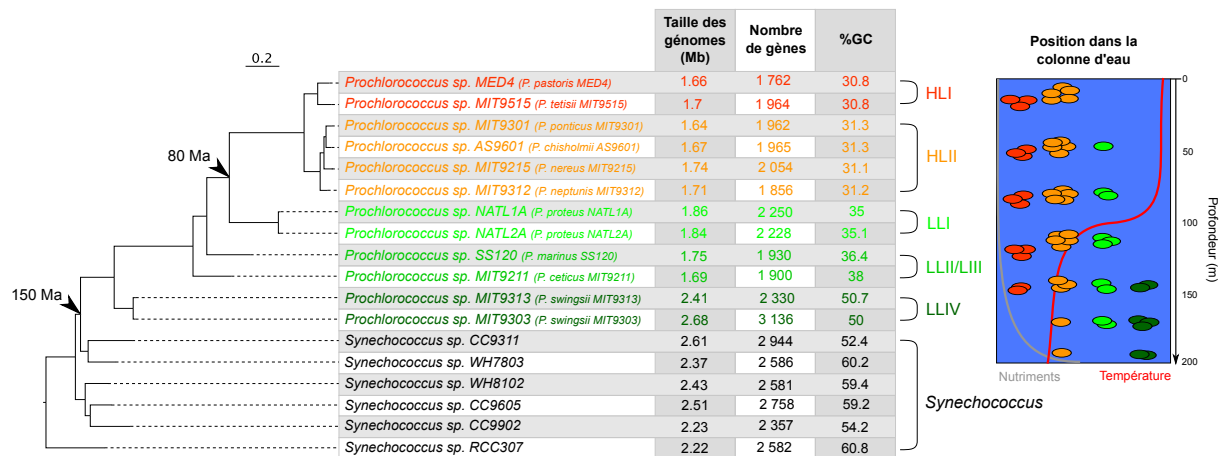 Taille des génomes (Mb)
Nombre de gènes
%GC
Position dans la colonne d'eau
0.2
Prochlorococcus sp. MED4 (P. pastoris MED4) 1.66 1 762 30.8
Prochlorococcus sp. MIT9515 (P. tetisii MIT9515) 1.7 1 964 30.8
HLI
Prochlorococcus sp. MIT9301 (P. ponticus MIT9301) 1.64 1 962 31.3
Prochlorococcus sp. AS9601 (P. chisholmii AS9601) 1.67 1 965 31.3
Prochlorococcus sp. MIT9215 (P. nereus MIT9215) 1.74 2 054 31.1
Prochlorococcus sp. MIT9312 (P. neptunis MIT9312) 1.71 1 856 31.2
HLII
80 Ma
Prochlorococcus sp. NATL1A (P. proteus NATL1A) 1.86 2 250 35
Prochlorococcus sp. NATL2A (P. proteus NATL2A) 1.84 2 228 35.1
LLI
Prochlorococcus sp. SS120 (P. marinus SS120) 1.75 1 930 36.4
Prochlorococcus sp. MIT9211 (P. ceticus MIT9211) 1.69 1 900 38
LLII/LIII
150 Ma
Prochlorococcus sp. MIT9313 (P. swingsii MIT9313) 2.41 2 330 50.7
Prochlorococcus sp. MIT9303 (P. swingsii MIT9303) 2.68 3 136 50
LLIV
Synechococcus sp. CC9311 2.61 2 944 52.4
Synechococcus sp. WH7803 2.37 2 586 60.2
Synechococcus sp. WH8102 2.43 2 581 59.4
Synechococcus sp. CC9605 2.51 2 758 59.2
Synechococcus sp. CC9902 2.23 2 357 54.2
Synechococcus sp. RCC307 2.22 2 582 60.8
Synechococcus
0
50
100
150
200
Profondeur (m)
Nutriments
Température